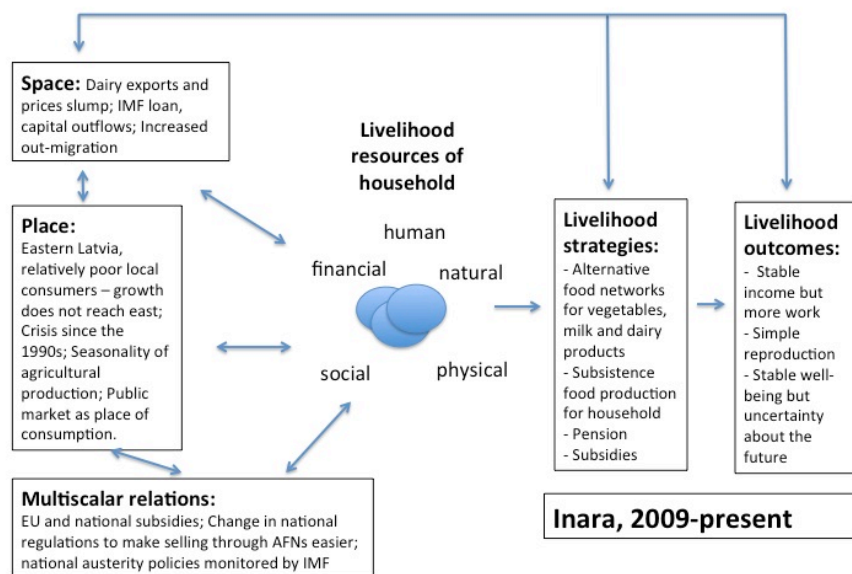 Space: Dairy exports and
prices slump; IMF loan,
capital outflows; Increased
out-migration
Place:
Eastern Latvia,
relatively poor local
consumers – growth
does not reach east;
Crisis since the
1990s; Seasonality of
agricultural
production; Public
market as place of
consumption.
Multiscalar relations:
EU and national subsidies; Change in national
regulations to make selling through AFNs easier;
national austerity policies monitored by IMF
Livelihood
resources of
household
human
financial
natural
social
physical
Livelihood
strategies:
- Alternative
food networks
for vegetables,
milk and dairy
products
- Subsistence
food production
for household
- Pension
- Subsidies
Livelihood
outcomes:
- Stable
income but
more work
- Simple
reproduction
- Stable well-
being but
uncertainty
about the
future
Inara, 2009-present